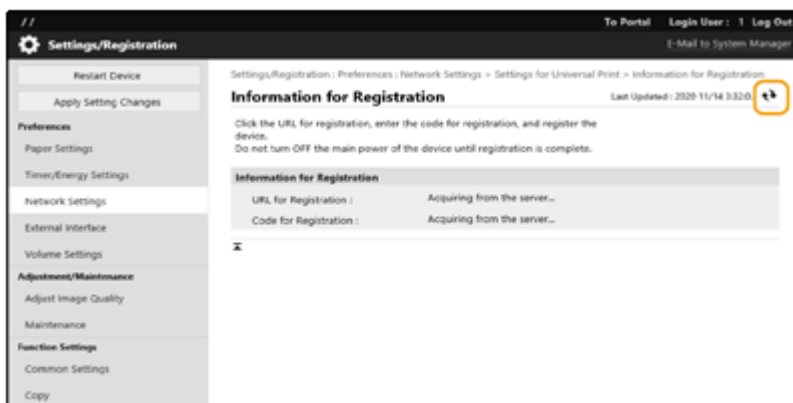 //
To Portal Login User : 1 Log Out
Settings/Registration
E-Mail to System Manager
Restart Device
Apply Setting Changes
Preferences
Paper Settings
Timer/Energy Settings
Network Settings
External Interface
Volume Settings
Adjustment/Maintenance
Adjust Image Quality
Maintenance
Function Settings
Common Settings
Copy
Settings/Registration : Preferences : Network Settings > Settings for Universal Print > Information for Registration
Information for Registration
Last Updated : 2020 11/14 3:32:0
Click the URL for registration, enter the code for registration, and register the
device.
Do not turn OFF the main power of the device until registration is complete.
Information for Registration
URL for Registration : Acquiring from the server...
Code for Registration : Acquiring from the server...